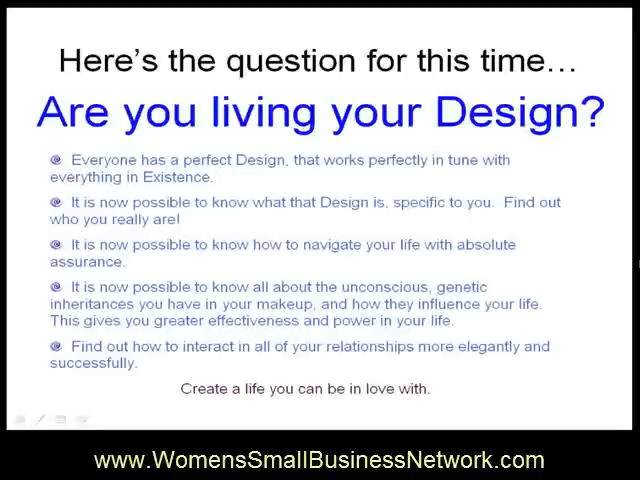 Here's the question for this time…
Are you living your Design?
Everyone has a perfect Design, that works perfectly in tune with
everything in Existence.
It is now possible to know what that Design is, specific to you.  Find out
who you really are!
It is now possible to know how to navigate your life with absolute
assurance.
It is now possible to know all about the unconscious, genetic
inheritances you have in your makeup, and how they influence your life.
This gives you greater effectiveness and power in your life.
Find out how to interact in all of your relationships more elegantly and
successfully.
Create a life you can be in love with.
www.WomensSmallBusinessNetwork.com